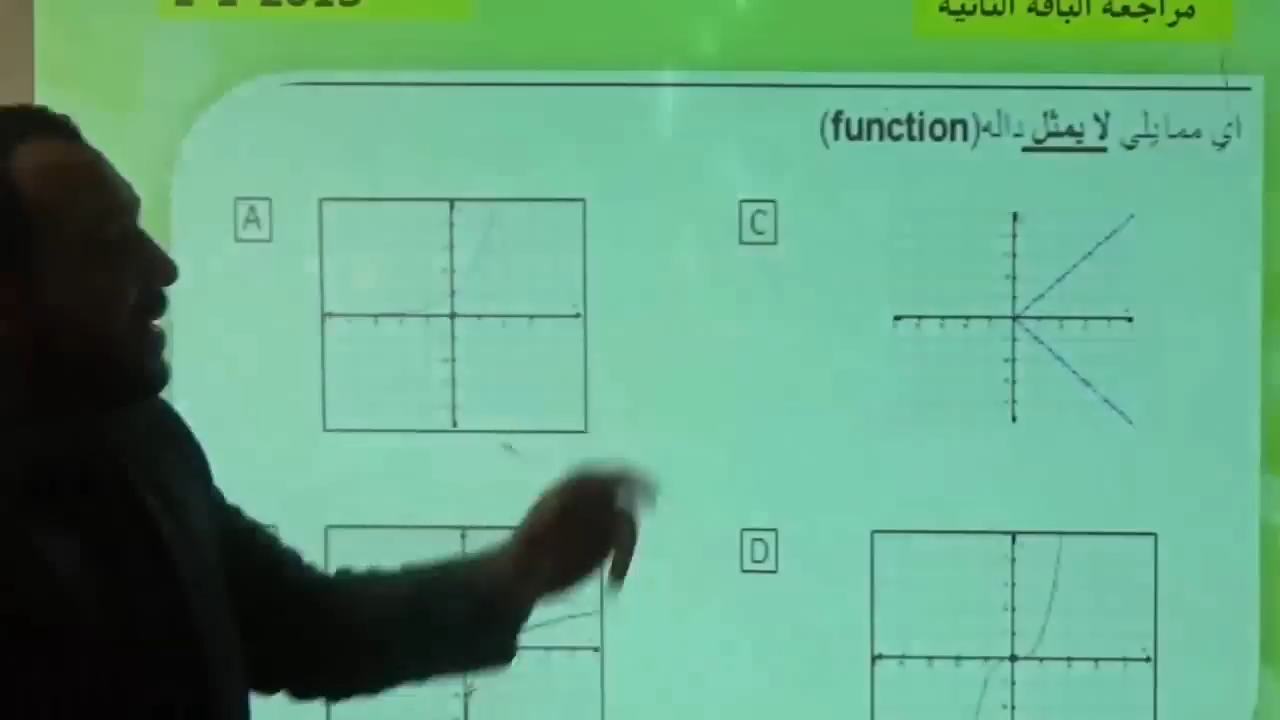 مراجعة الباقة الثانية
اي مما يلي لا يمثل داله(function)
A
C
D